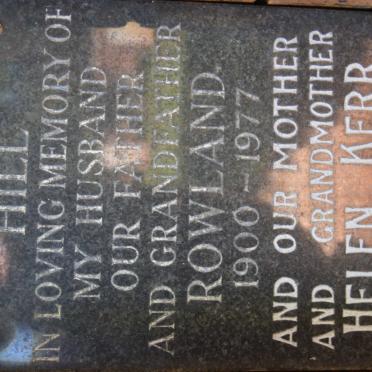 HILL
IN LOVING MEMORY OF
MY HUSBAND
OUR FATHER
AND GRANDFATHER
ROWLAND
1900 - 1977
AND OUR MOTHER
AND GRANDMOTHER
HELEN KERR